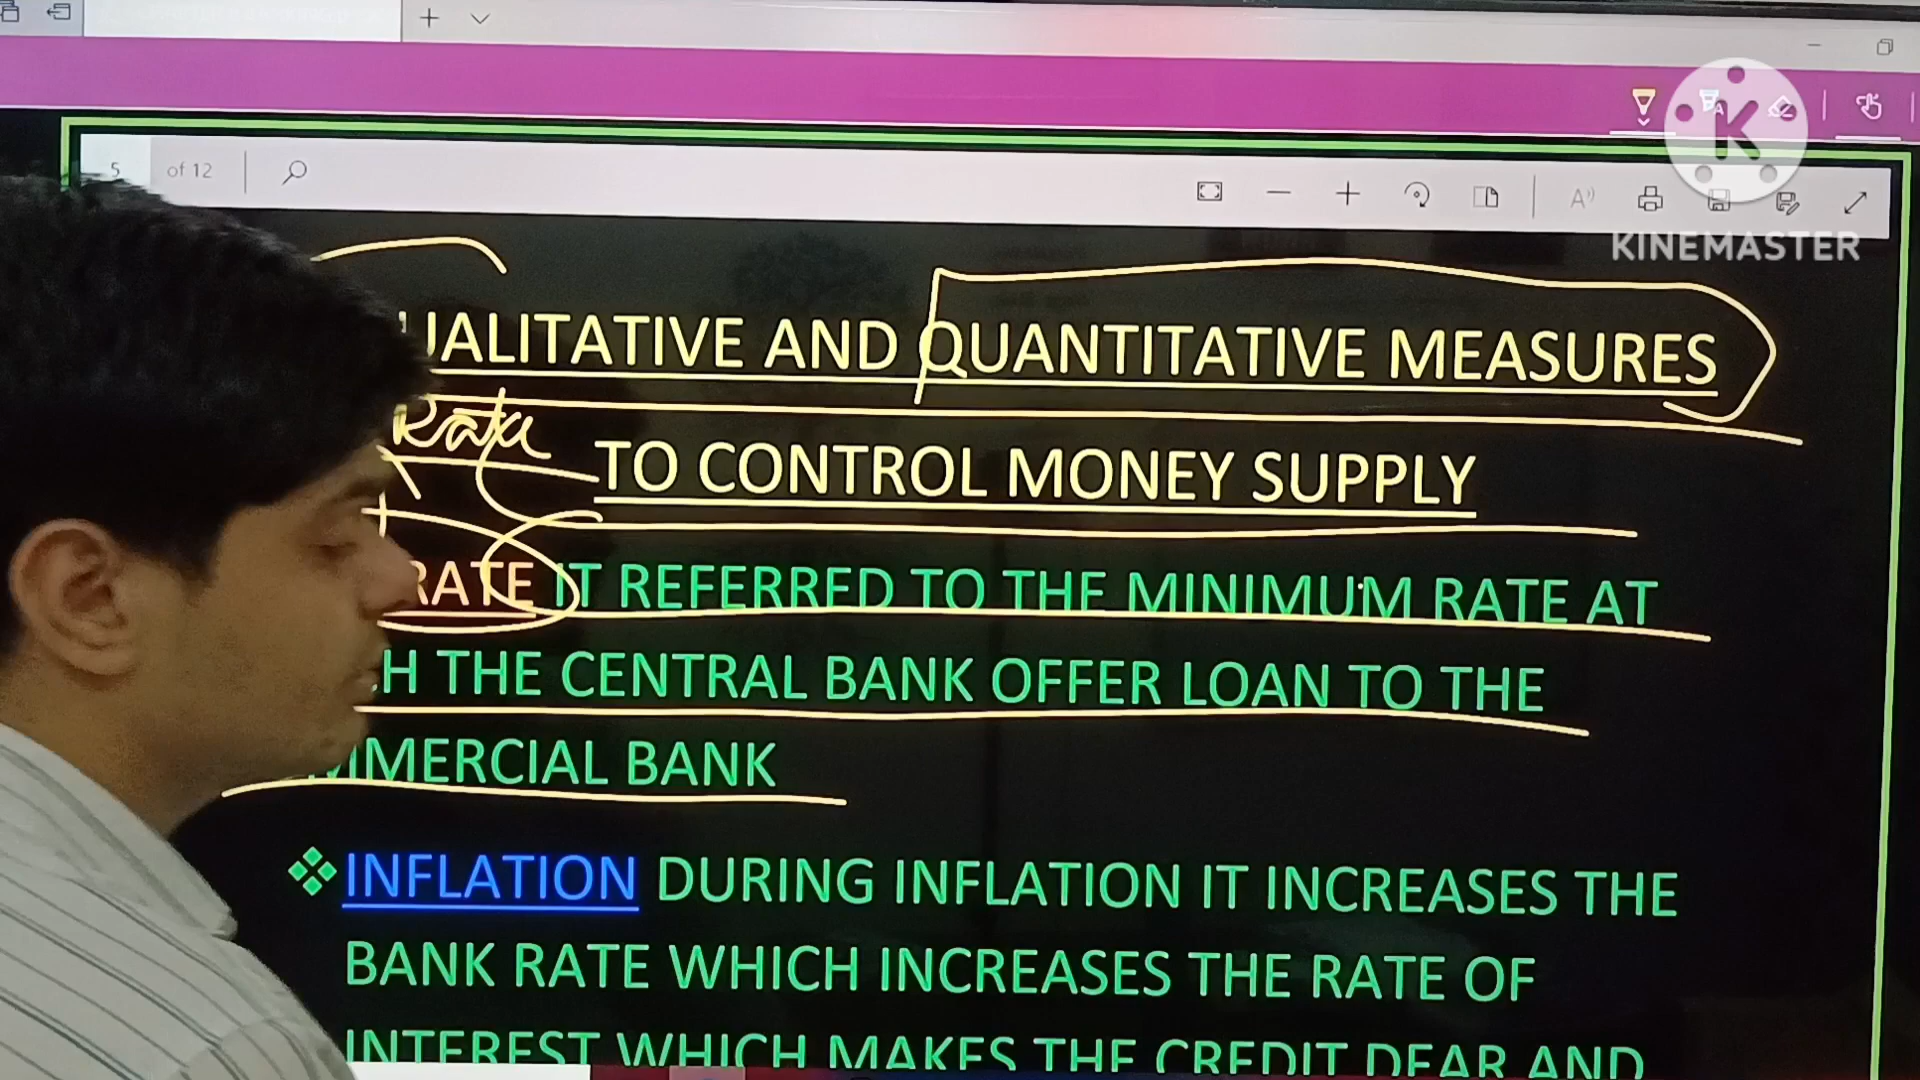 5 of 12
KINEMASTER
QUALITATIVE AND QUANTITATIVE MEASURES
Rate
TO CONTROL MONEY SUPPLY
RATE IT REFERRED TO THE MINIMUM RATE AT
THE CENTRAL BANK OFFER LOAN TO THE
MMERCIAL BANK
INFLATION DURING INFLATION IT INCREASES THE
BANK RATE WHICH INCREASES THE RATE OF
INTEREST WHICH MAKES THE CREDIT DEAR AND